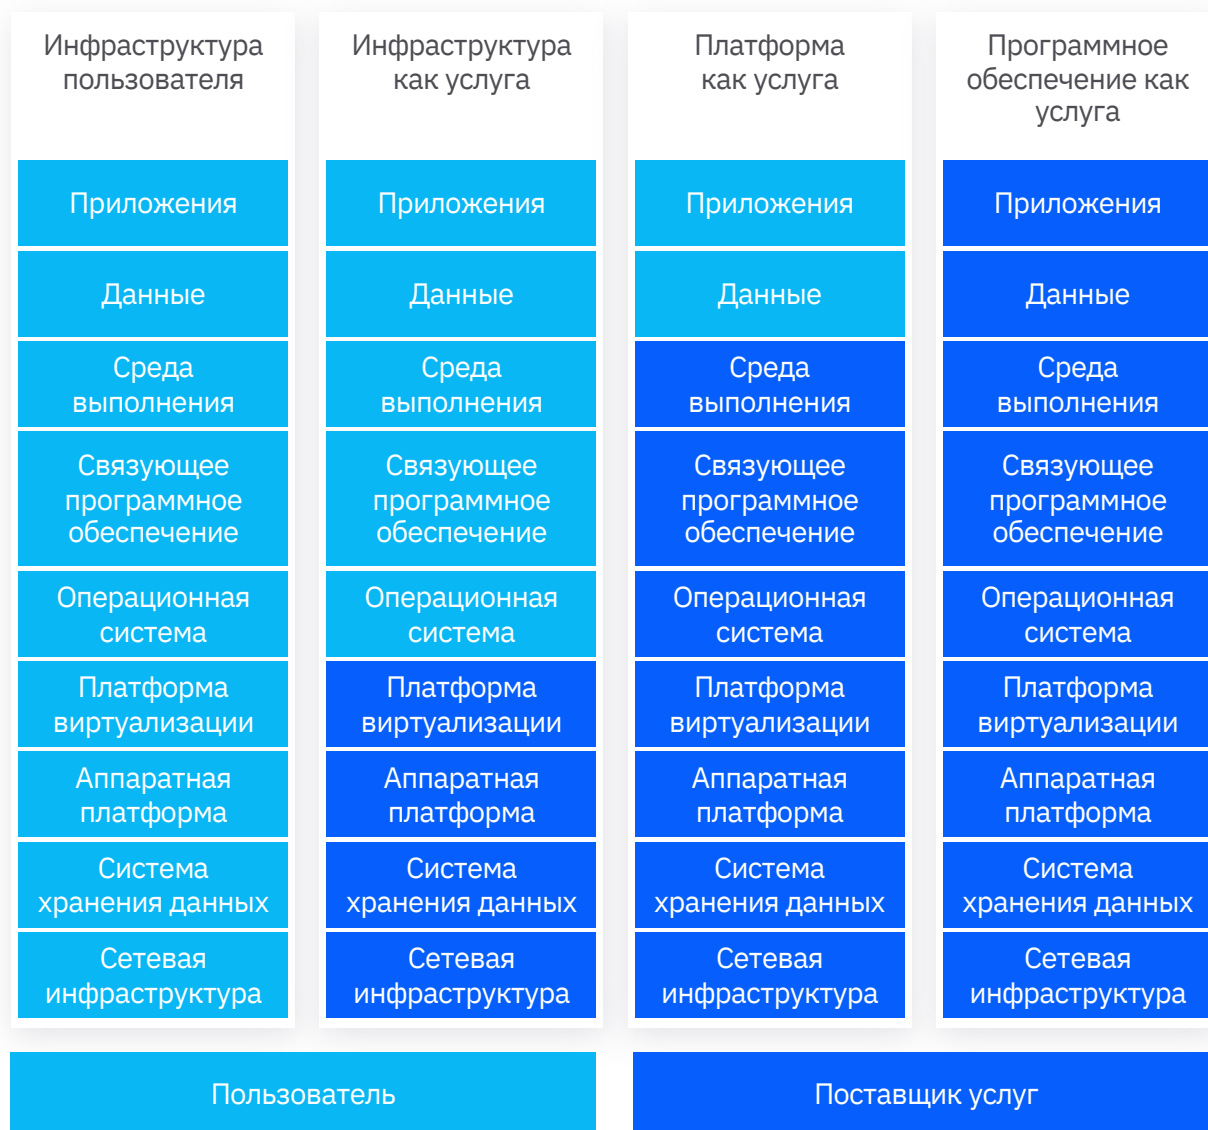 Инфраструктура
пользователя
Инфраструктура
как услуга
Платформа
как услуга
Программное
обеспечение как
услуга
Приложения
Приложения
Приложения
Приложения
Данные
Данные
Данные
Данные
Среда
выполнения
Среда
выполнения
Среда
выполнения
Среда
выполнения
Связующее
программное
обеспечение
Связующее
программное
обеспечение
Связующее
программное
обеспечение
Связующее
программное
обеспечение
Операционная
система
Операционная
система
Операционная
система
Операционная
система
Платформа
виртуализации
Платформа
виртуализации
Платформа
виртуализации
Платформа
виртуализации
Аппаратная
платформа
Аппаратная
платформа
Аппаратная
платформа
Аппаратная
платформа
Система
хранения данных
Система
хранения данных
Система
хранения данных
Система
хранения данных
Сетевая
инфраструктура
Сетевая
инфраструктура
Сетевая
инфраструктура
Сетевая
инфраструктура
Пользователь
Поставщик услуг